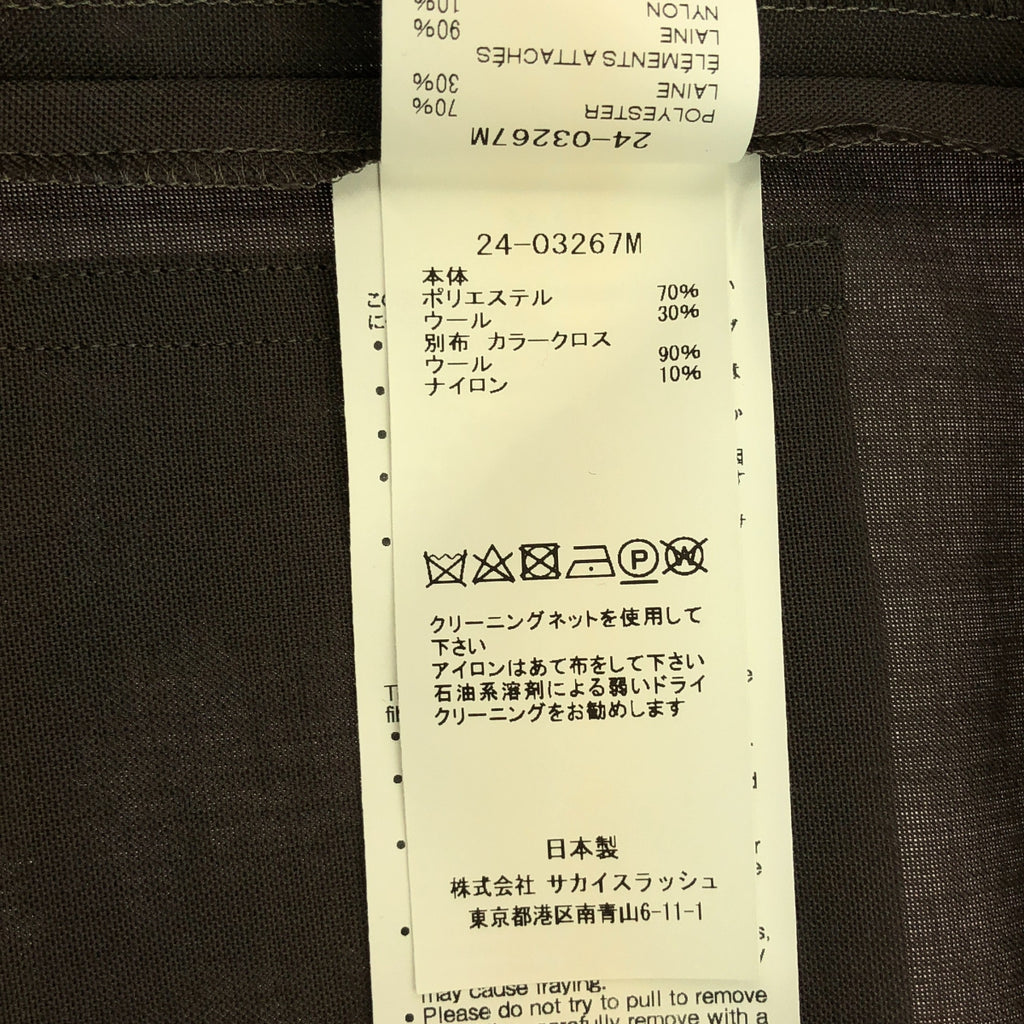 10%
NYLON
90%
LAINE
ÉLÉMENTS ATTACHÉS
30%
LAINE
70%
POLYESTER
24-03267M
24-03267M
本体
ポリエステル 70%
ウール 30%
別布 カラークロス
ウール 90%
ナイロン 10%
P
W
クリーニングネットを使用して
下さい
アイロンはあて布をして下さい
石油系溶剤による弱いドライ
クリーニングをお勧めします
日本製
株式会社 サカイスラッシュ
東京都港区南青山6-11-1
may cause fraying.
• Please do not try to pull to remove
carefully remove with a